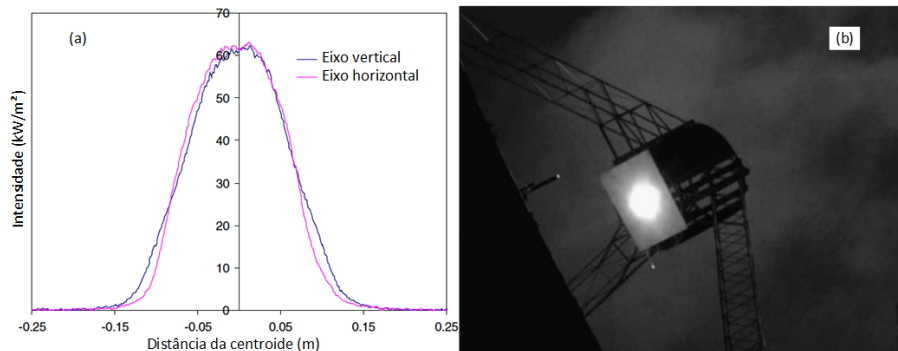 (a)
Intensidade (kW/m²)
70
60
50
40
30
20
10
0
-0.25
-0.15
-0.05
0.05
0.15
0.25
Distância da centroide (m)
Eixo vertical
Eixo horizontal
(b)